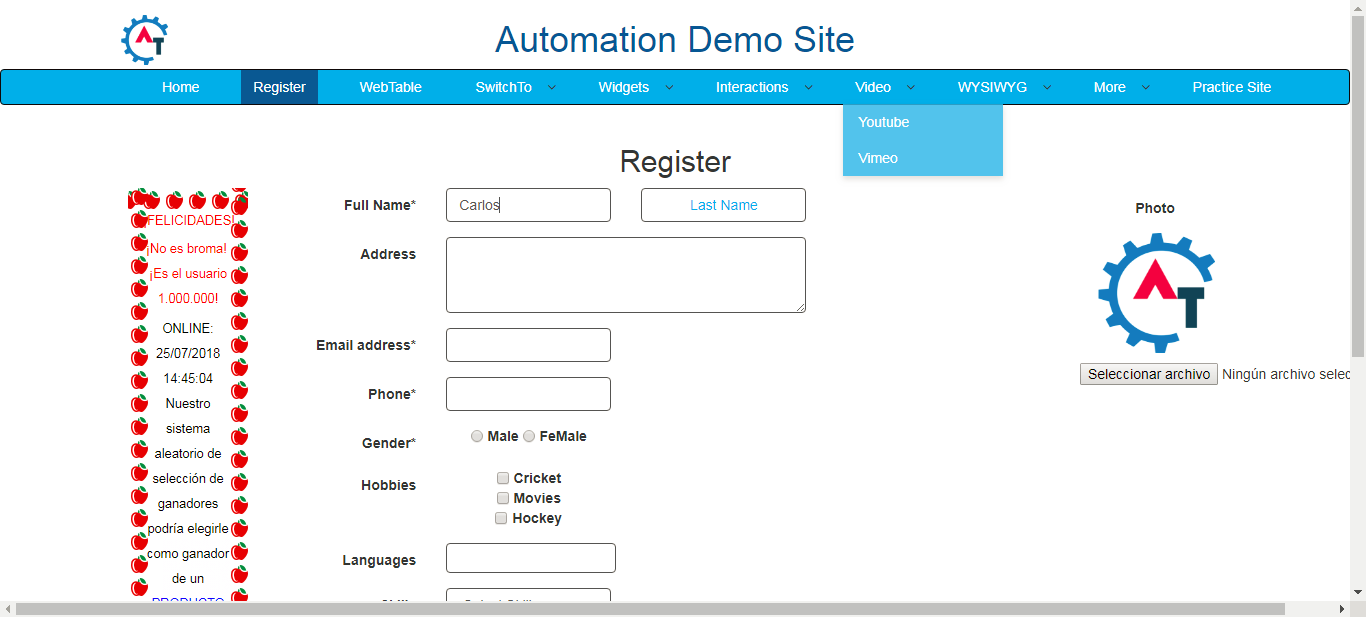 AT
Automation Demo Site
Home Register WebTable SwitchTo Widgets Interactions Video WYSIWYG More Practice Site
Youtube
Vimeo
Register
¡FELICIDADES!
¡No es broma!
¡Es el usuario
1.000.000!
ONLINE:
25/07/2018
14:45:04
Nuestro
sistema
aleatorio de
selección de
ganadores
podría elegirle
como ganador
de un
PRODUCTO
Full Name* Carlos Last Name
Address
Email address*
Phone*
Gender* Male FeMale
Hobbies Cricket
Movies
Hockey
Languages
Photo
AT
Seleccionar archivo Ningún archivo selec